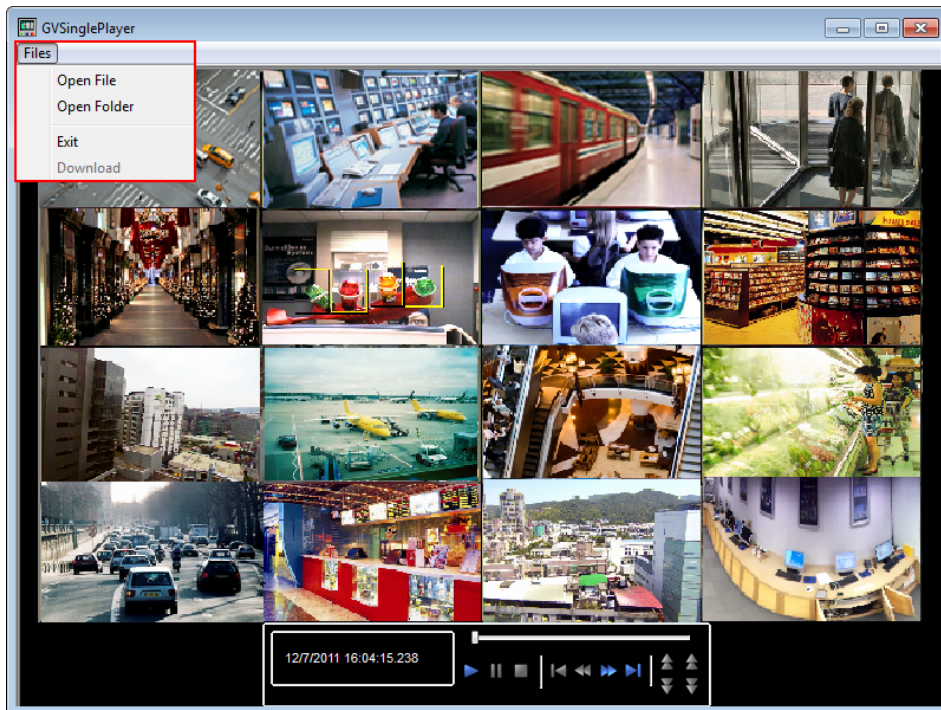 GVSinglePlayer
Files
Open File
Open Folder
Exit
Download
12/7/2011 16:04:15.238